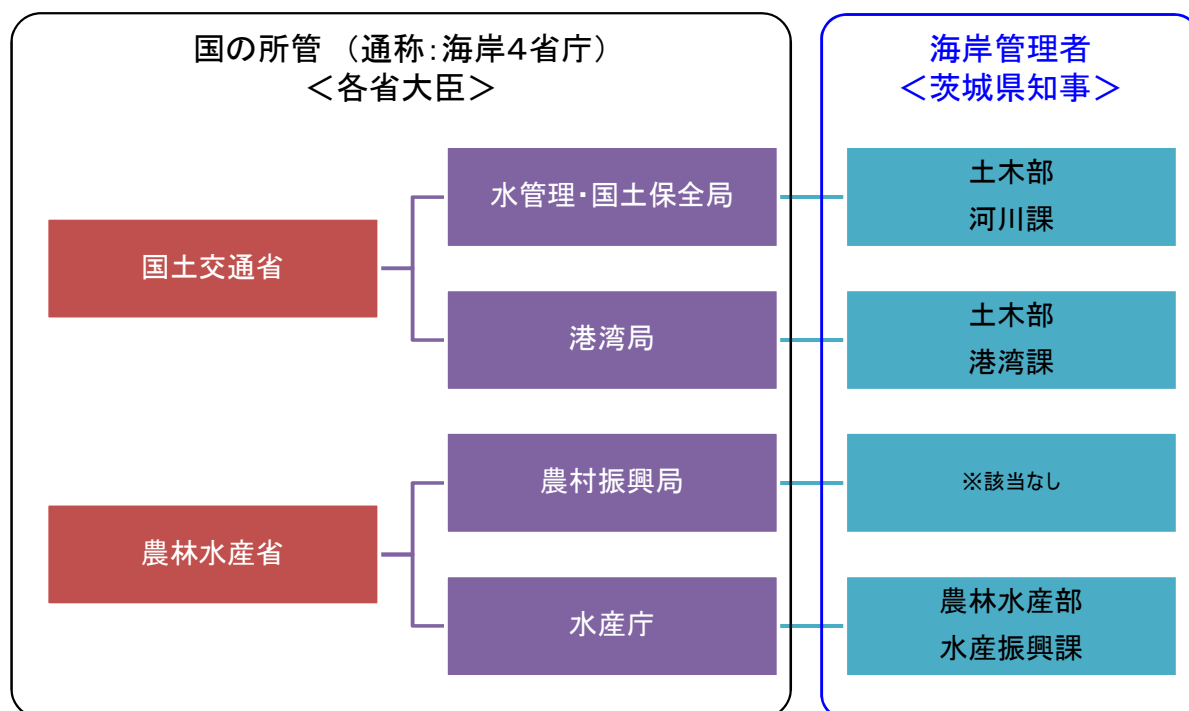 国の所管 （通称：海岸4省庁）
＜各省大臣＞
海岸管理者
＜茨城県知事＞
国土交通省
水管理・国土保全局
土木部
河川課
港湾局
土木部
港湾課
農林水産省
農村振興局
※該当なし
水産庁
農林水産部
水産振興課